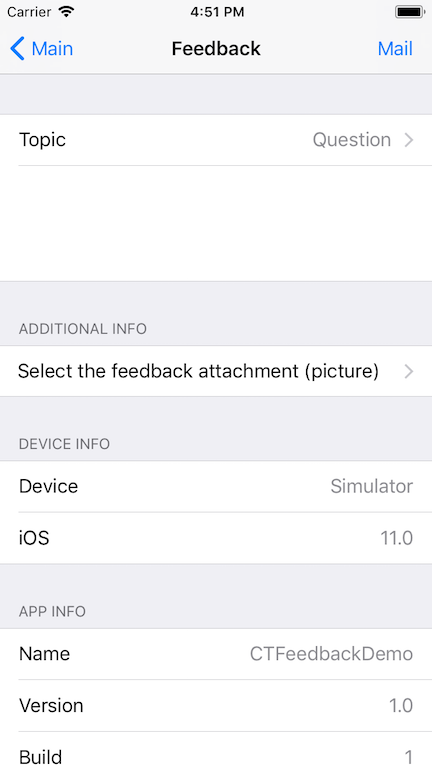 Carrier 4:51 PM
Main Feedback Mail
Topic Question
ADDITIONAL INFO
Select the feedback attachment (picture)
DEVICE INFO
Device Simulator
iOS 11.0
APP INFO
Name CTFeedbackDemo
Version 1.0
Build 1